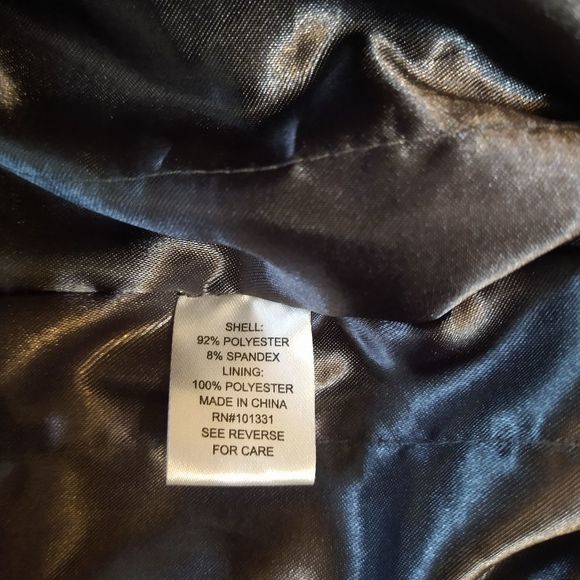 SHELL:
92% POLYESTER
8% SPANDEX
LINING:
100% POLYESTER
MADE IN CHINA
RN#101331
SEE REVERSE
FOR CARE